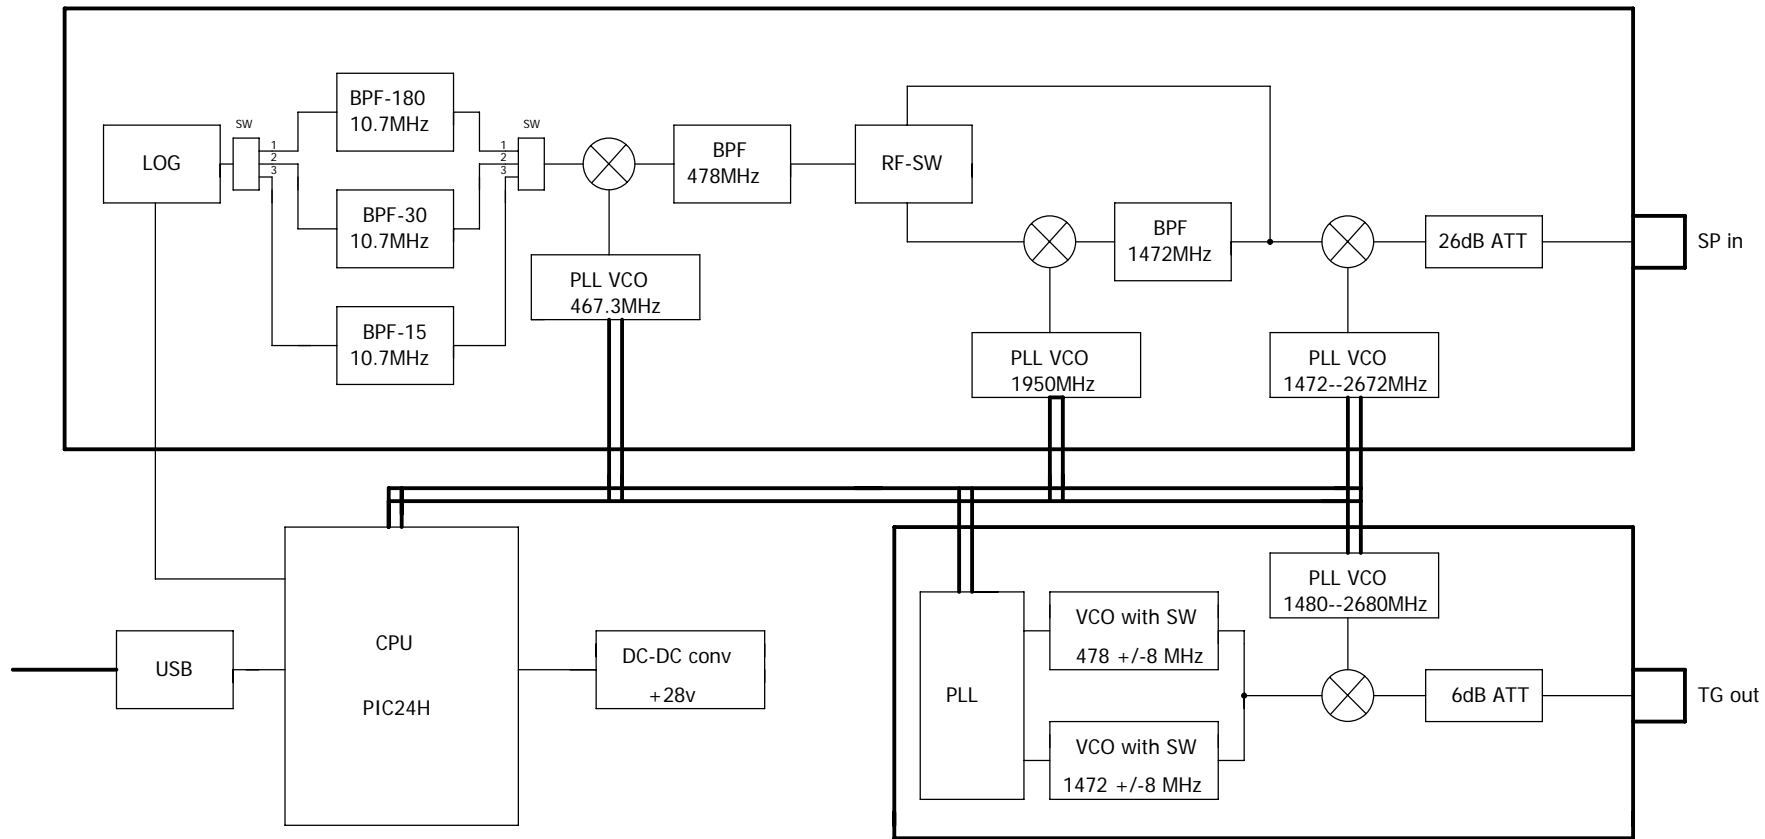 BPF-180
10.7MHz
SW
SW
LOG
1
2
3
1
2
3
BPF
478MHz
RF-SW
BPF-30
10.7MHz
BPF
1472MHz
26dB ATT
SP in
PLL VCO
467.3MHz
BPF-15
10.7MHz
PLL VCO
1950MHz
PLL VCO
1472--2672MHz
PLL VCO
1480--2680MHz
CPU
PIC24H
USB
DC-DC conv
+28v
PLL
VCO with SW
478 +/-8 MHz
VCO with SW
1472 +/-8 MHz
6dB ATT
TG out